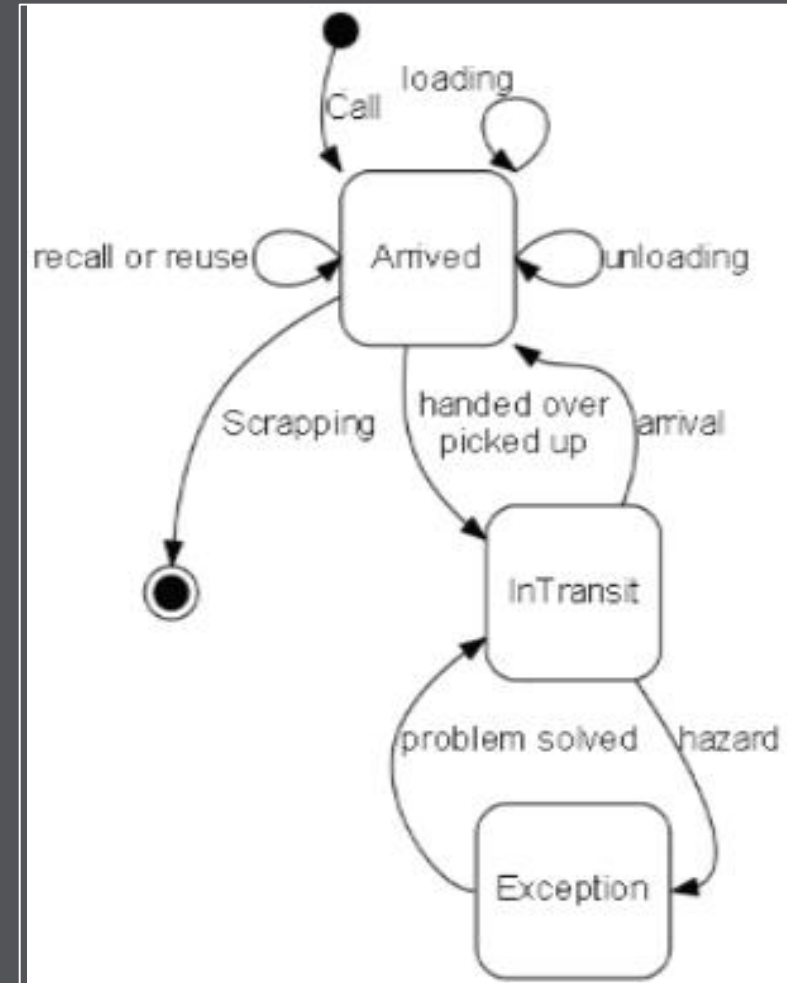 loading
Call
recall or reuse
Arrived
unloading
Scrapping
handed over
picked up
arrival
InTransit
problem solved
hazard
Exception